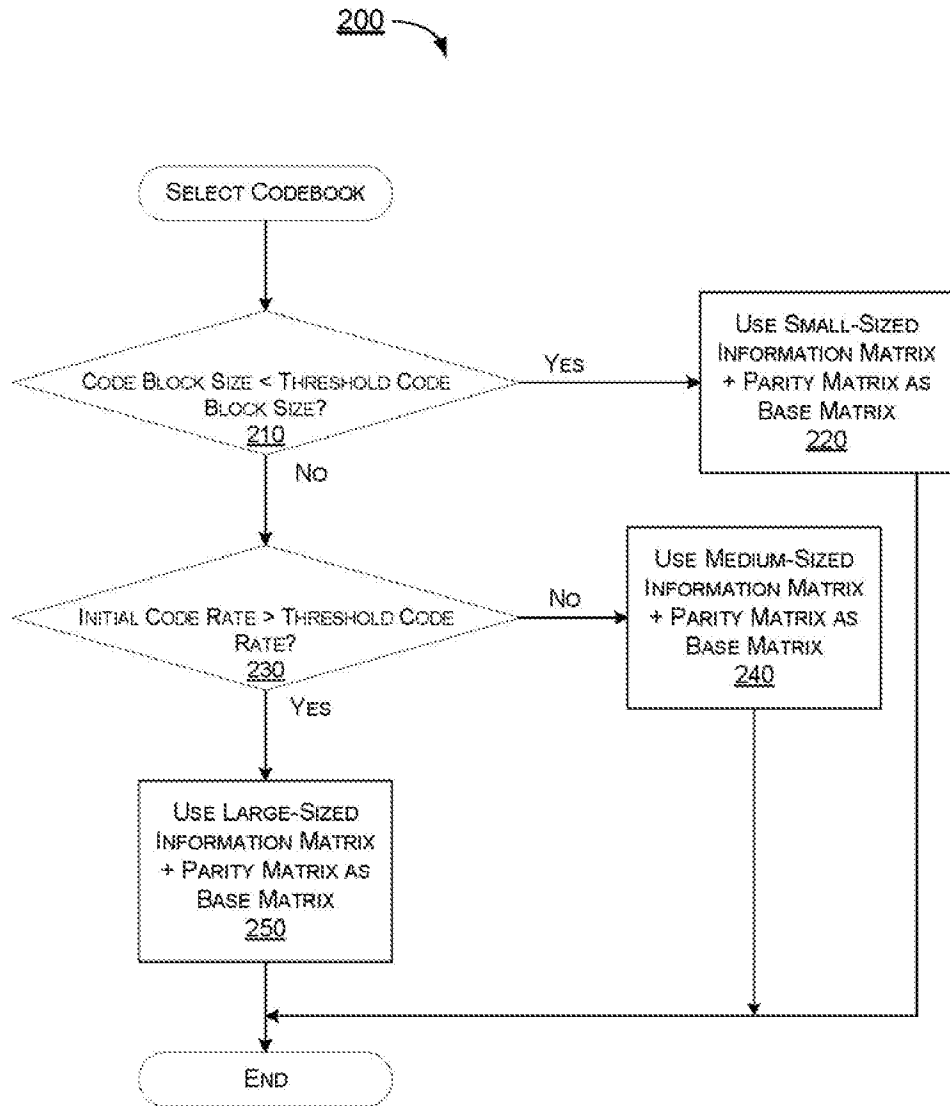 200
SELECT CODEBOOK
CODE BLOCK SIZE < THRESHOLD CODE
BLOCK SIZE?
210
YES
USE SMALL-SIZED
INFORMATION MATRIX
+ PARITY MATRIX AS
BASE MATRIX
220
NO
INITIAL CODE RATE > THRESHOLD CODE
RATE?
230
NO
USE MEDIUM-SIZED
INFORMATION MATRIX
+ PARITY MATRIX AS
BASE MATRIX
240
YES
USE LARGE-SIZED
INFORMATION MATRIX
+ PARITY MATRIX AS
BASE MATRIX
250
END